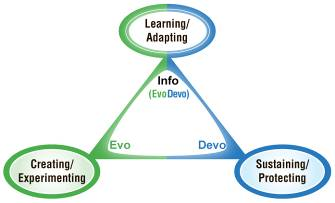 Learning/
Adapting
Info
(EvoDevo)
Evo
Devo
Creating/
Experimenting
Sustaining/
Protecting